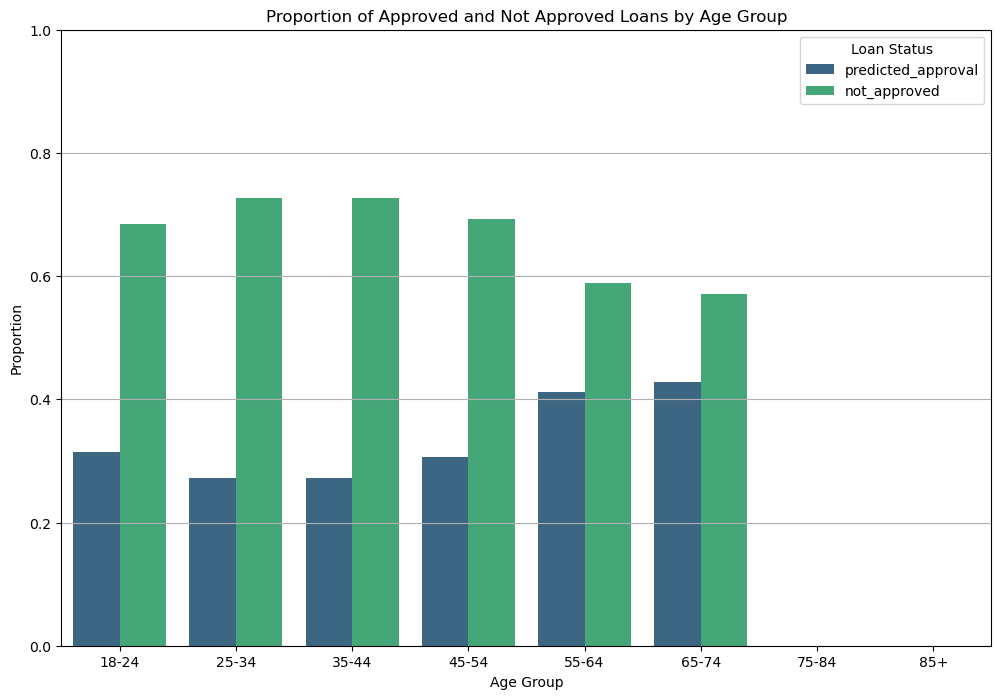 Proportion of Approved and Not Approved Loans by Age Group
Loan Status
predicted_approval
not_approved
Proportion
1.0
0.8
0.6
0.4
0.2
0.0
18-24 25-34 35-44 45-54 55-64 65-74 75-84 85+
Age Group